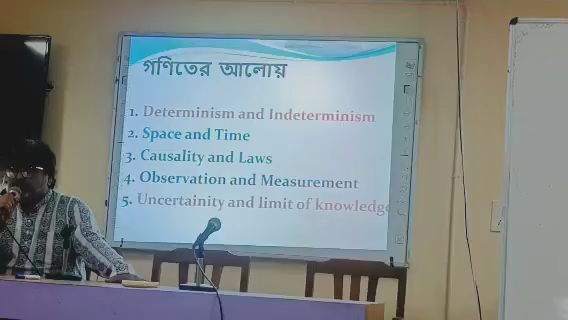 গণিতের আলোয়
1. Determinism and Indeterminism
2. Space and Time
3. Causality and Laws
4. Observation and Measurement
5. Uncertainity and limit of knowledge